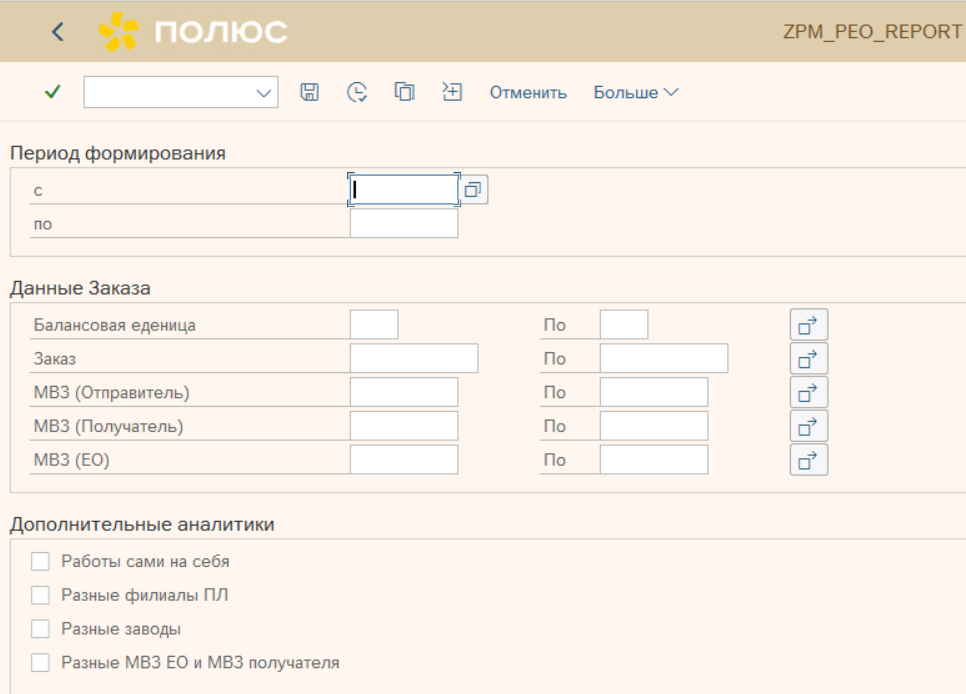 ПОЛЮС ZPM_PEO_REPORT
Отменить Больше
Период формирования
с
по
Данные Заказа
Балансовая еденица По
Заказ По
МВЗ (Отправитель) По
МВЗ (Получатель) По
МВЗ (ЕО) По
Дополнительные аналитики
Работы сами на себя
Разные филиалы ПЛ
Разные заводы
Разные МВЗ ЕО и МВЗ получателя